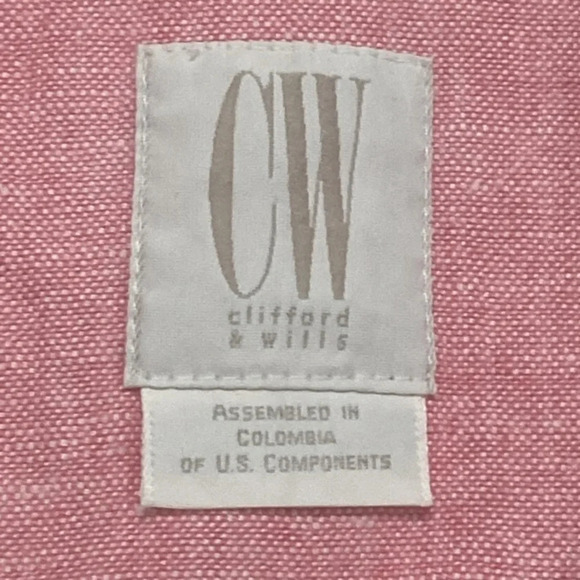 CW
clifford
& wills
ASSEMBLED IN
COLOMBIA
OF U.S. COMPONENTS